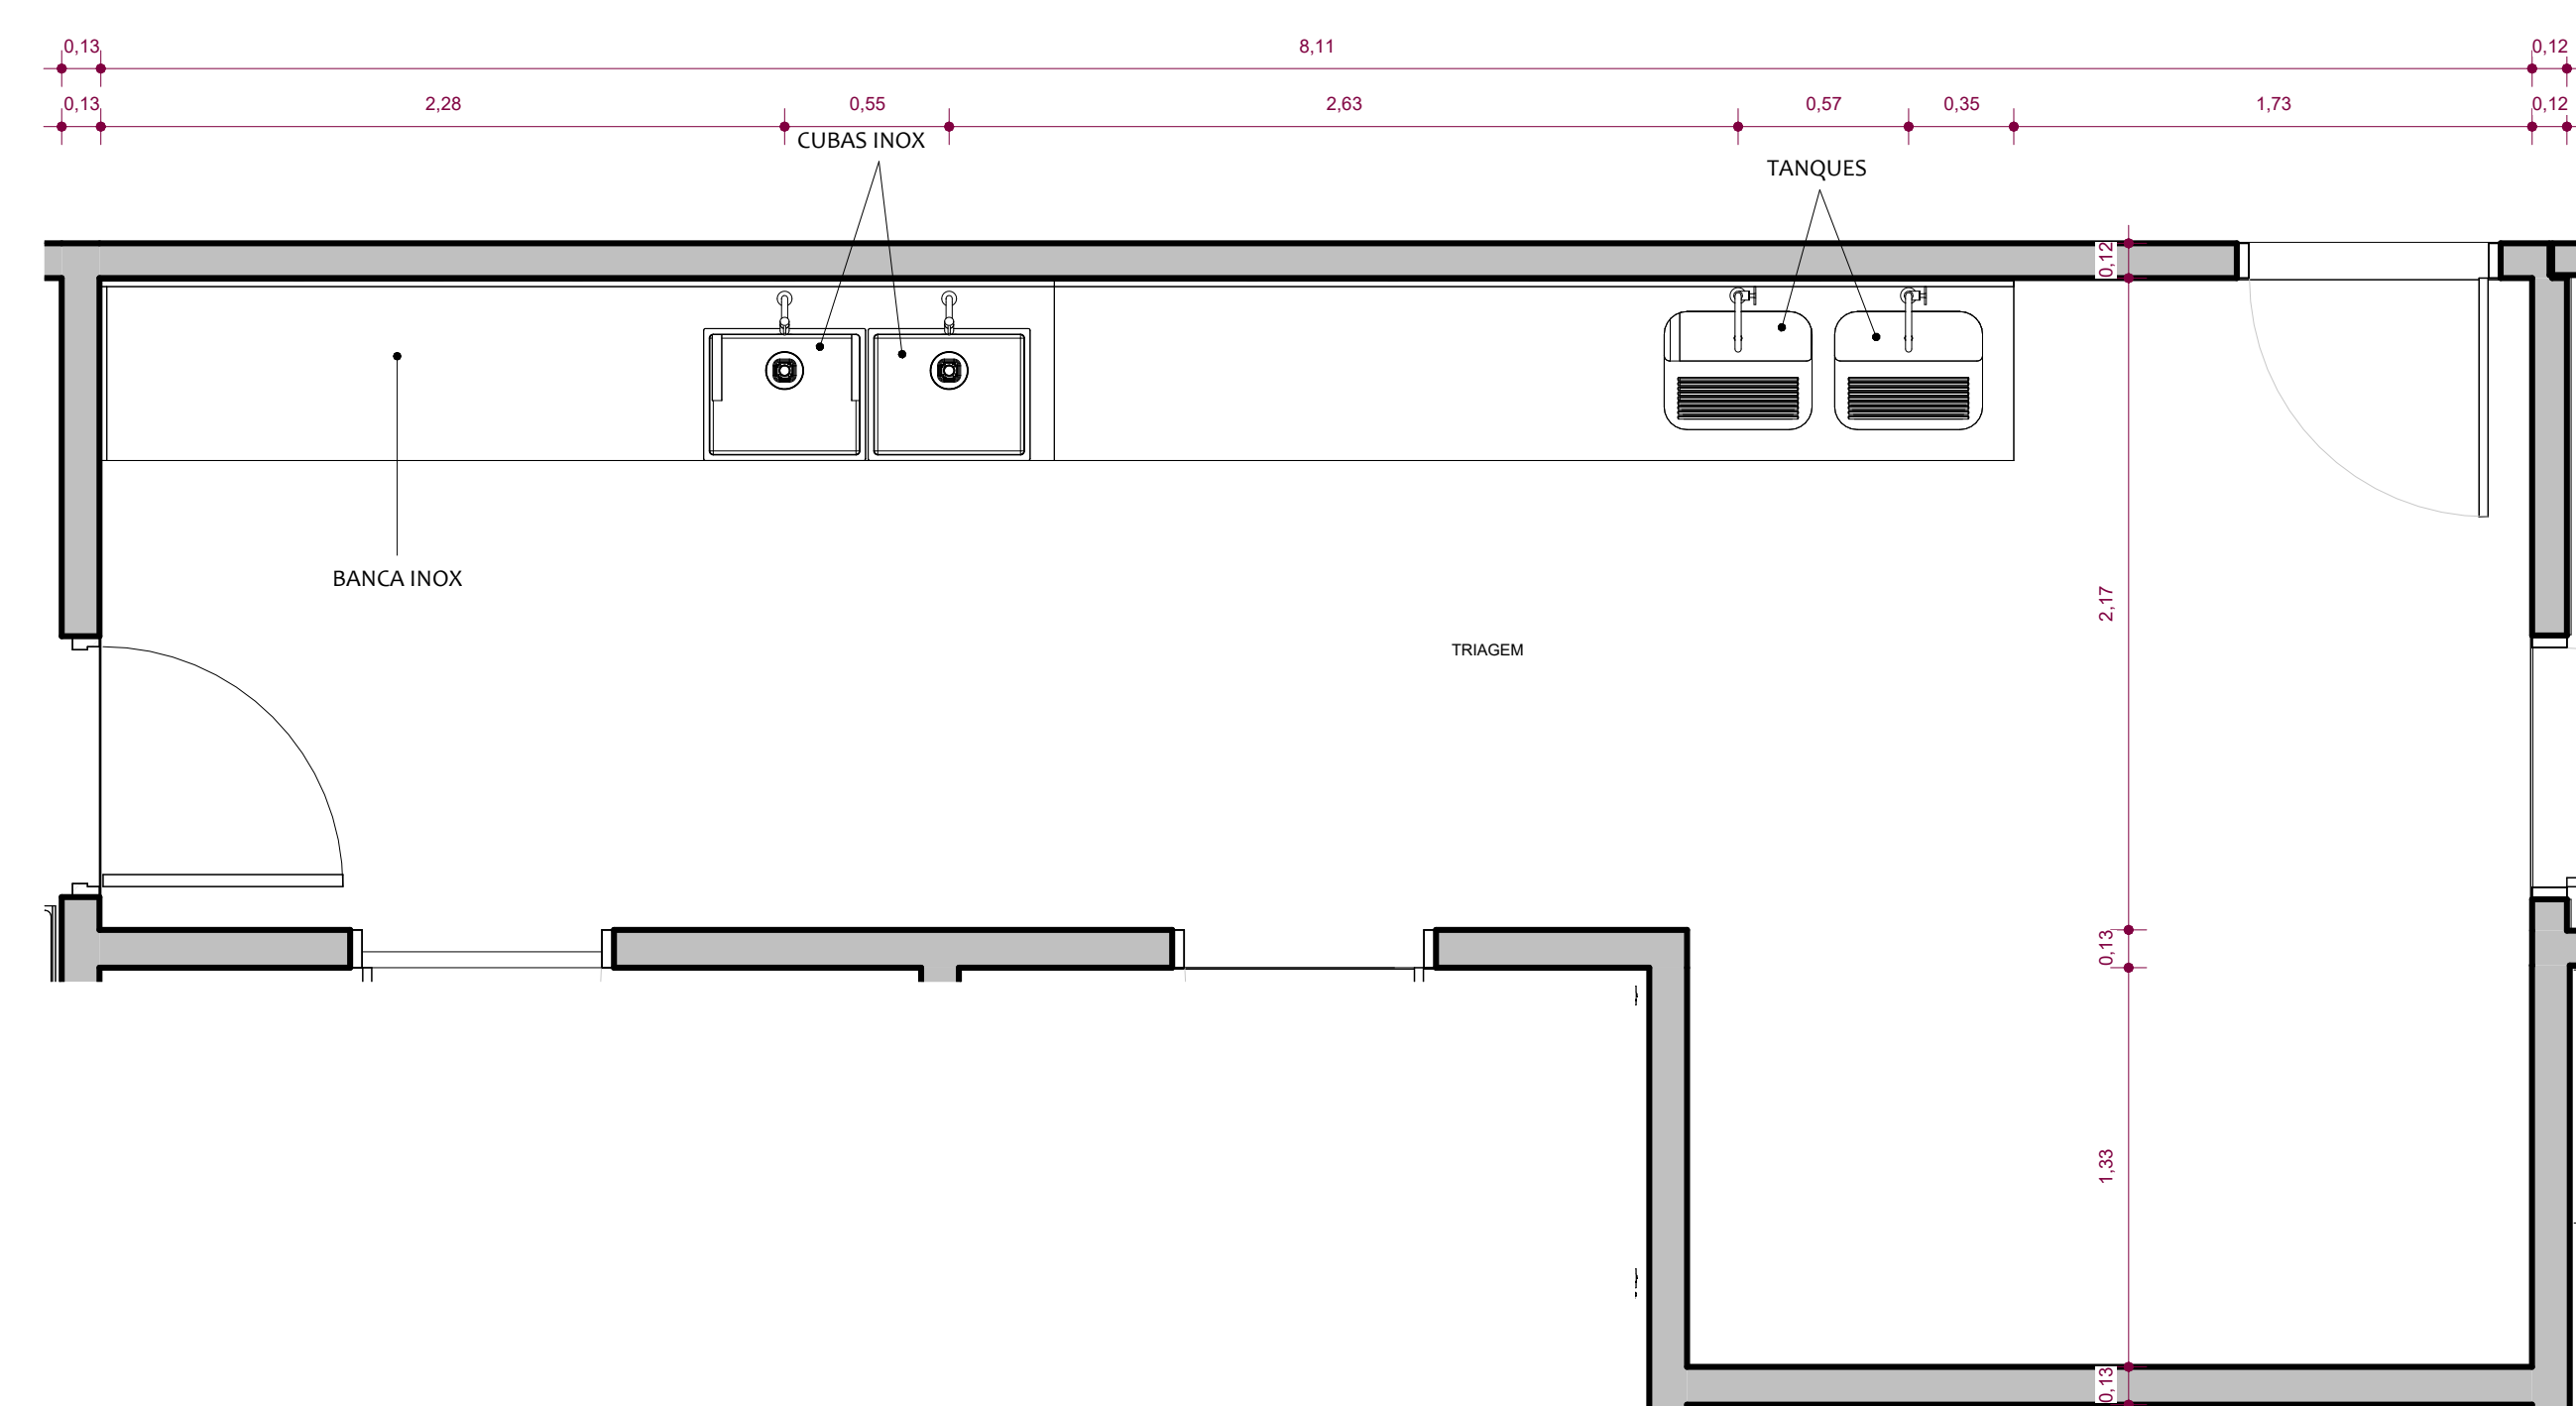 0,13 8,11 0,12
0,13 2,28 0,55 2,63 0,57 0,35 1,73 0,12
CUBAS INOX
TANQUES
0,12
BANCA INOX
2,17
TRIAGEM
0,13
1,33
0,13